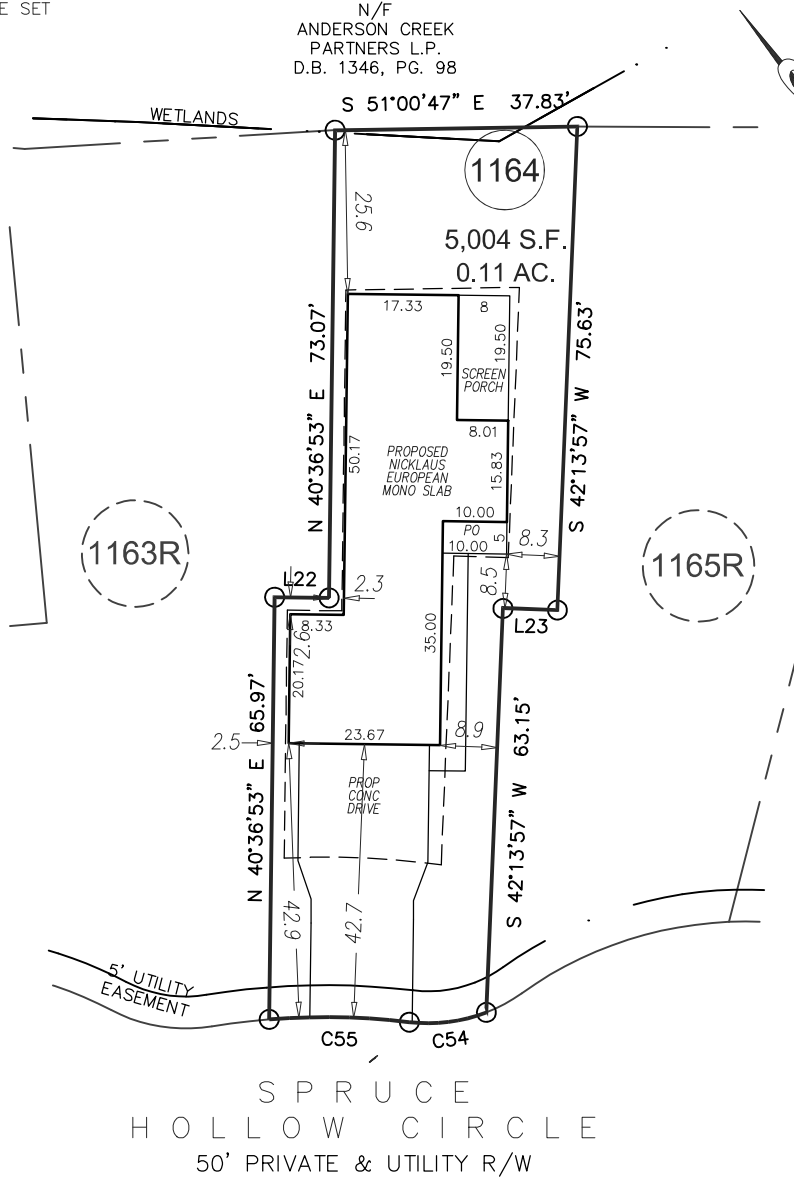 E SET
N/F
ANDERSON CREEK
PARTNERS L.P.
D.B. 1346, PG. 98
S 51°00'47" E 37.83'
WETLANDS
1164
25.6
5,004 S.F.
0.11 AC.
17.33
8
N 40°36'53" E 73.07'
19.50
19.50
S 42°13'57" W 75.63'
SCREEN
PORCH
8.01
50.17
PROPOSED
NICKLAUS
EUROPEAN
MONO SLAB
15.83
10.00
PO
5
10.00
8.3
1163R
1165R
L22
2.3
8.5
8.33
L23
2.6
35.00
20.17
N 40°36'53" E 65.97'
S 42°13'57" W 63.15'
2.5
23.67
8.9
PROP
CONC
DRIVE
42.9
42.7
5' UTILITY
EASEMENT
C55
C54
SPRUCE
HOLLOW CIRCLE
50' PRIVATE & UTILITY R/W